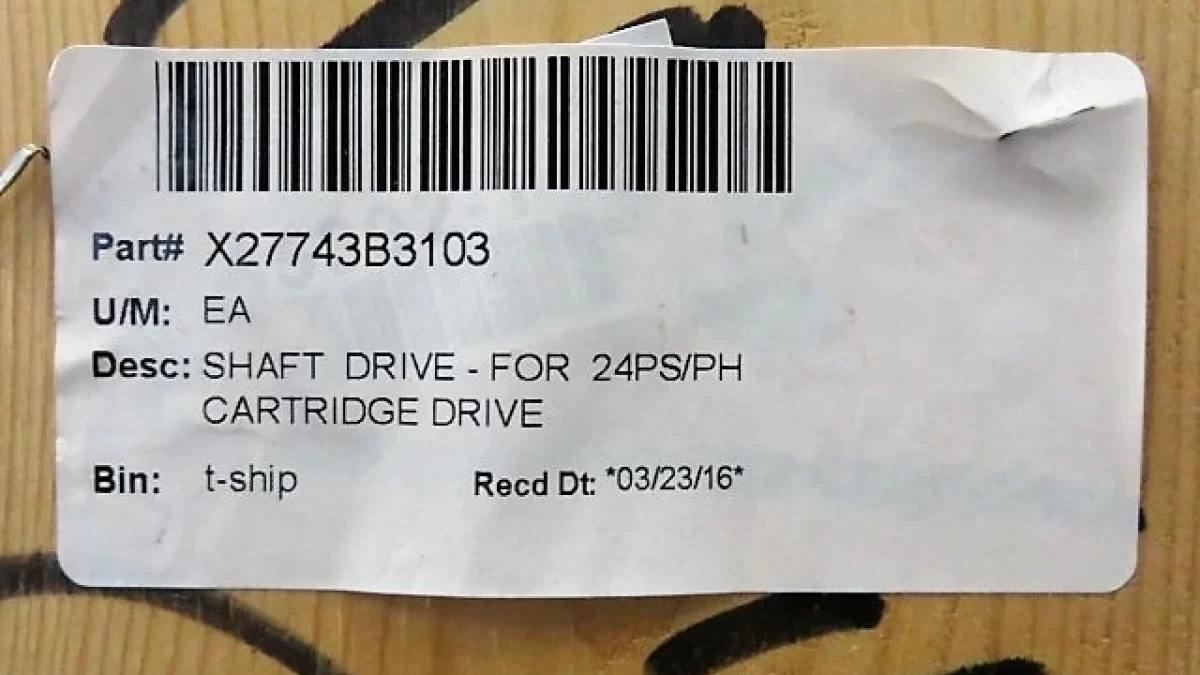 Part# X27743B3103
U/M: EA
Desc: SHAFT DRIVE - FOR 24PS/PH
CARTRIDGE DRIVE
Bin: t-ship Recd Dt: *03/23/16*